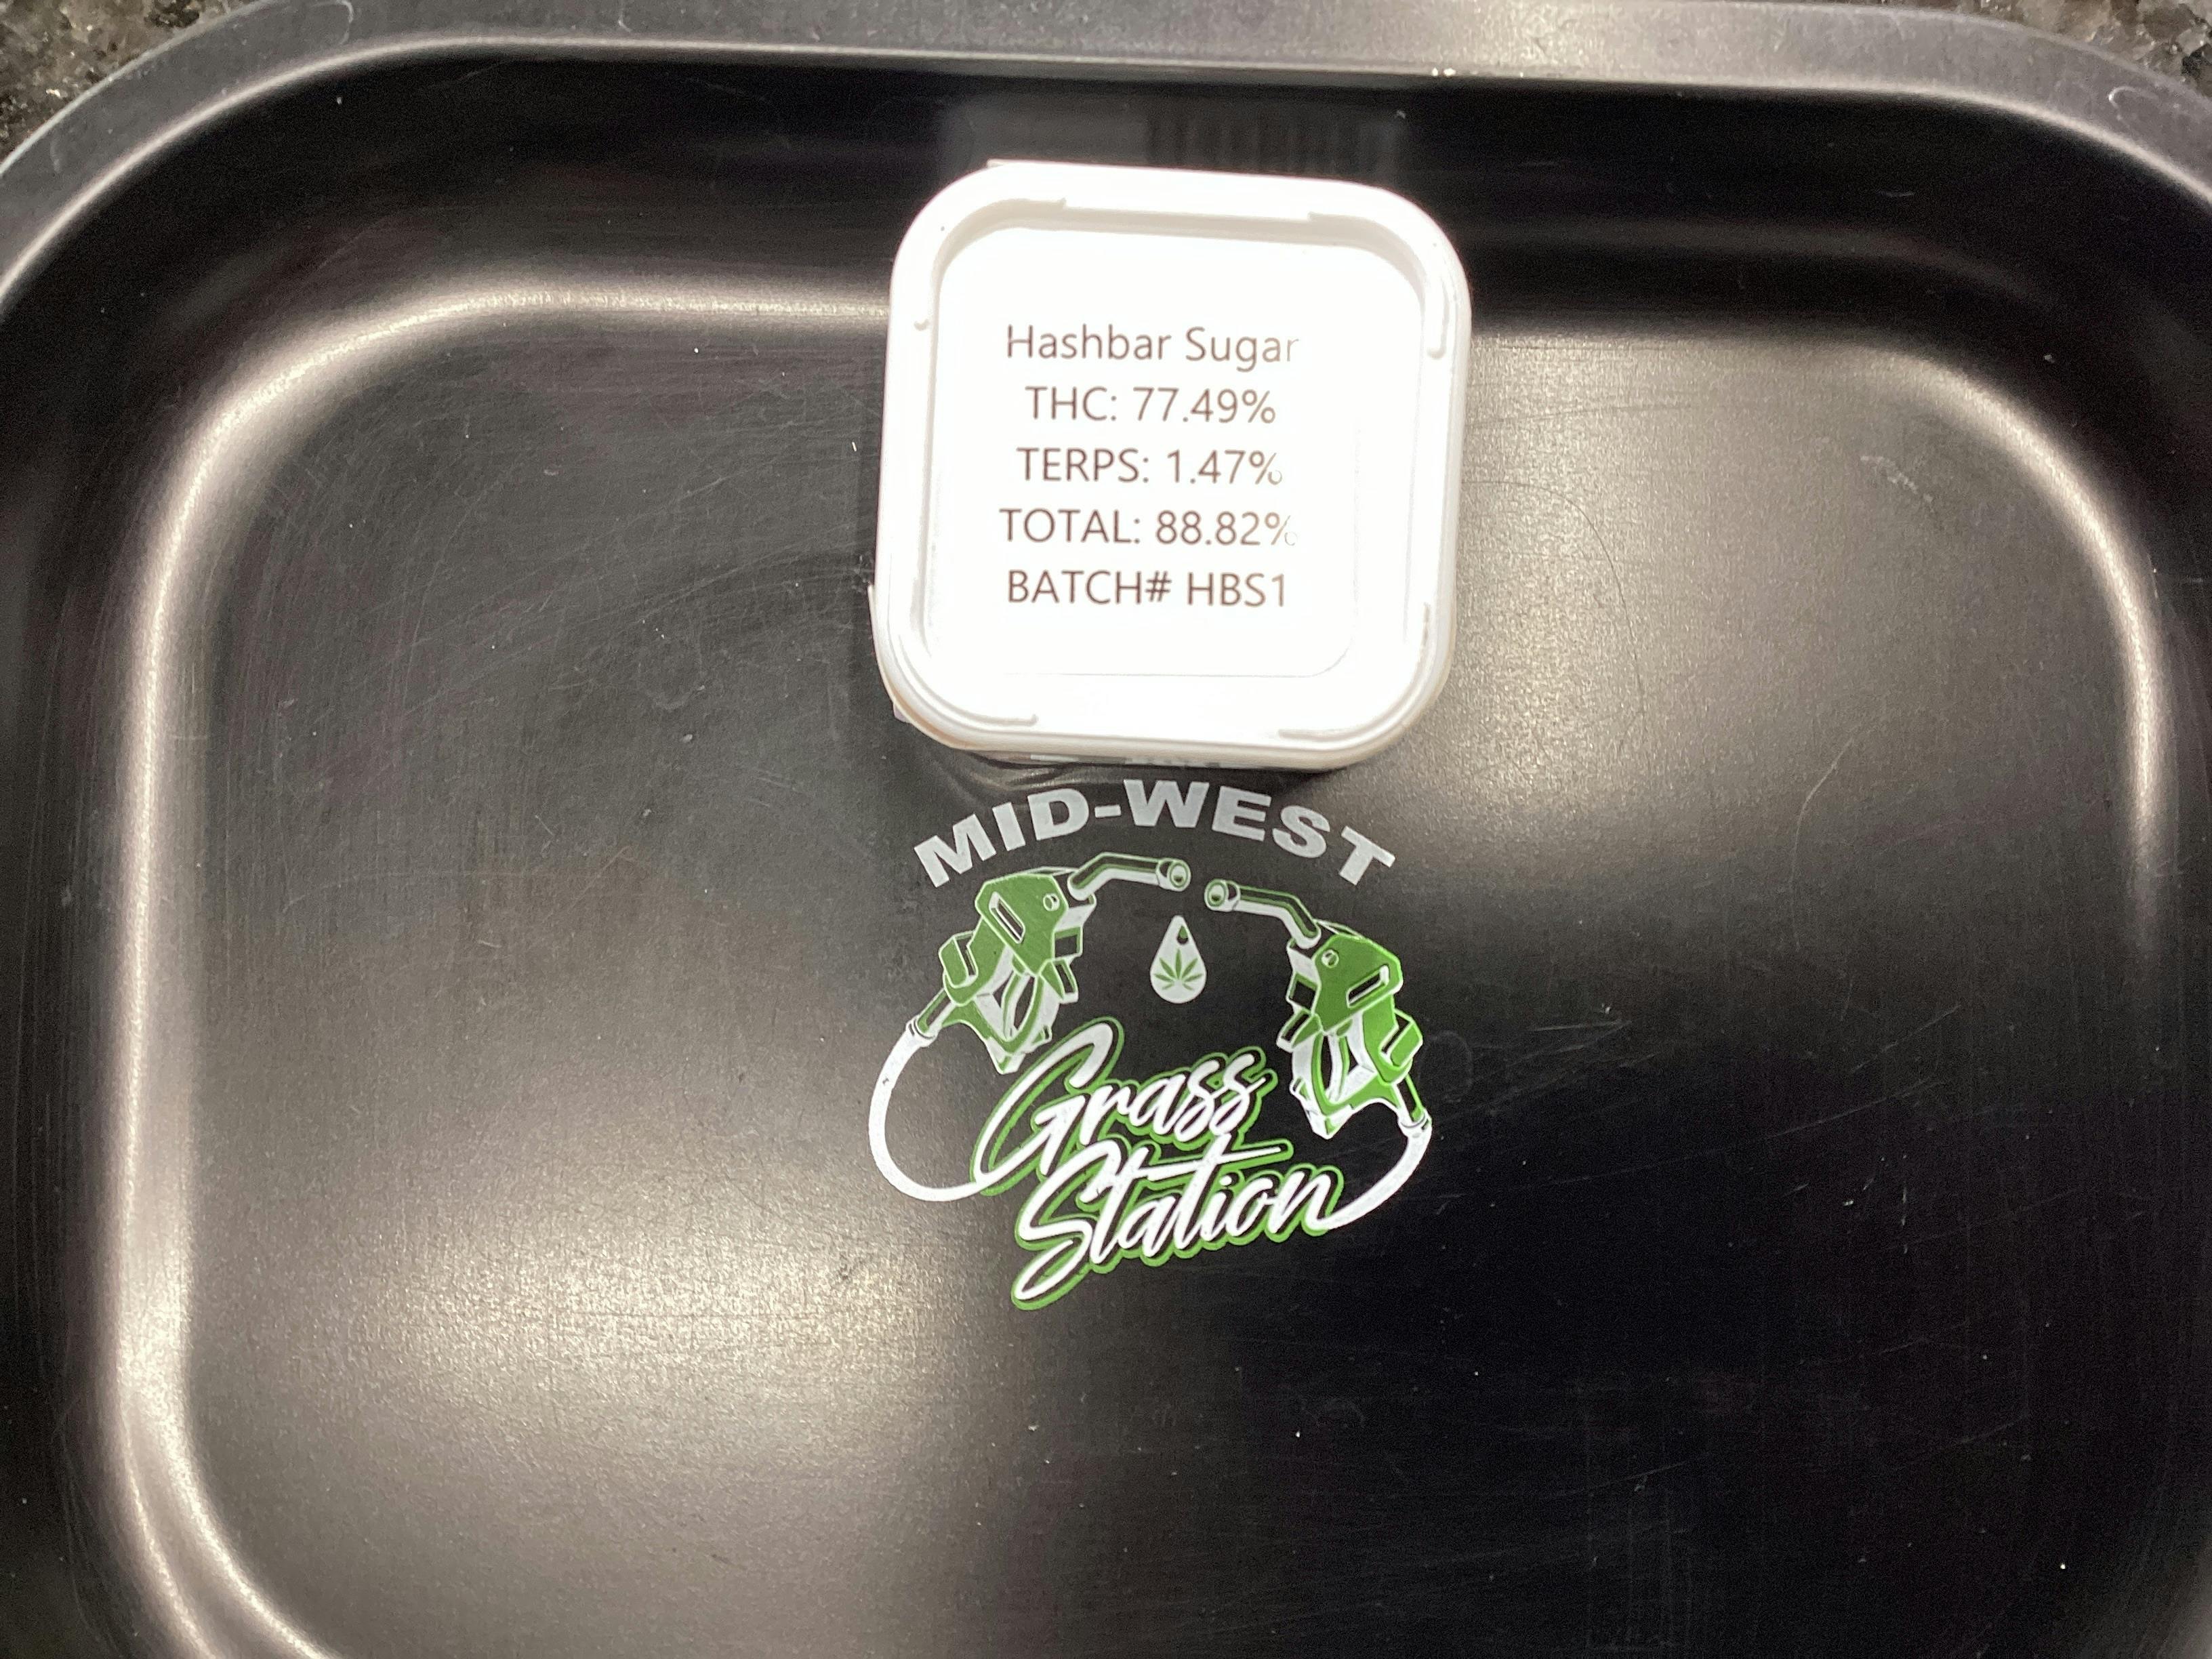 Hashbar Sugar
THC: 77.49%
TERPS: 1.47%
TOTAL: 88.82%
BATCH# HBS1
MID-WEST
Grass
Station